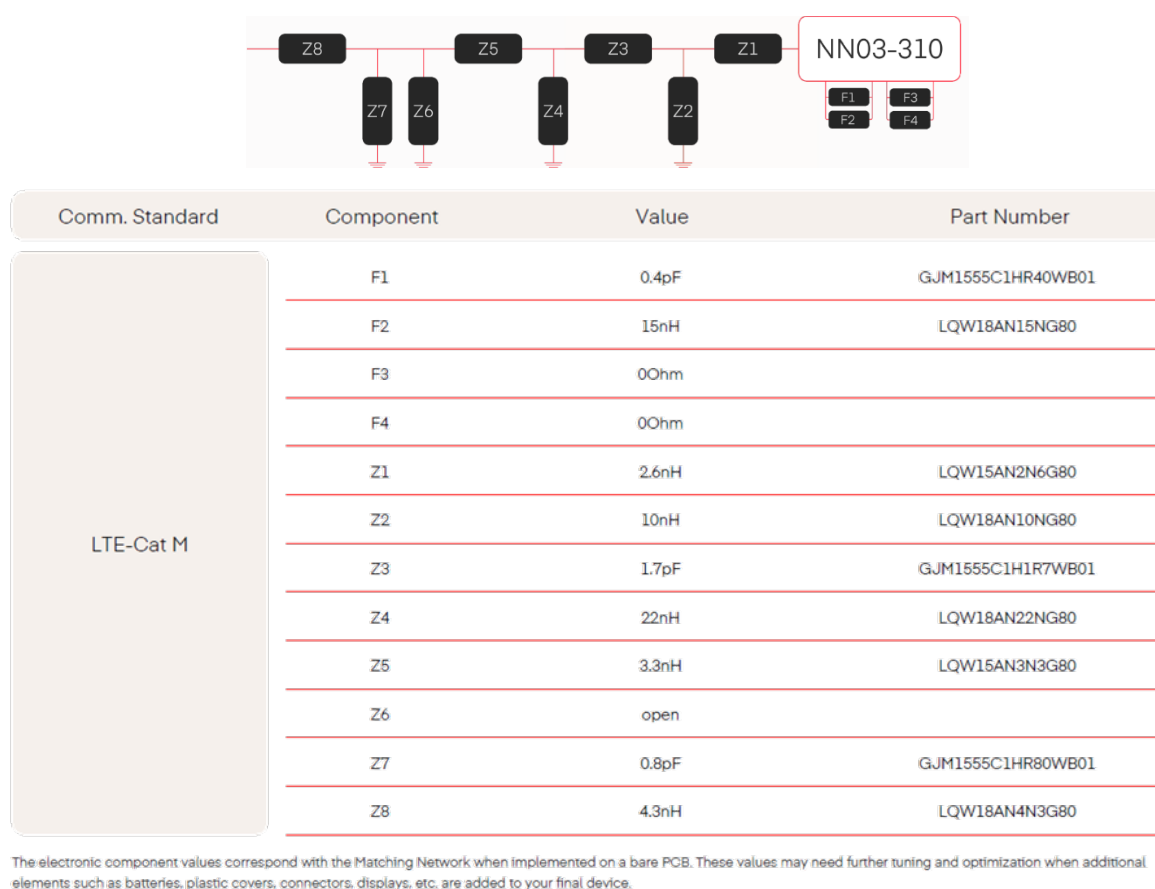 Z8 Z5 Z3 Z1 NN03-310
Z7 Z6 Z4 Z2 F1 F3
F2 F4
Comm. Standard Component Value Part Number
F1 0.4pF GJM1555C1HR40WB01
F2 15nH LQW18AN15NG80
F3 0Ohm
F4 0Ohm
Z1 2.6nH LQW15AN2N6G80
Z2 10nH LQW18AN10NG80
LTE-Cat M
Z3 1.7pF GJM1555C1H1R7WB01
Z4 22nH LQW18AN22NG80
Z5 3.3nH LQW15AN3N3G80
Z6 open
Z7 0.8pF GJM1555C1HR80WB01
Z8 4.3nH LQW18AN4N3G80
The electronic component values correspond with the Matching Network when implemented on a bare PCB. These values may need further tuning and optimization when additional
elements such as batteries, plastic covers, connectors, displays, etc. are added to your final device.